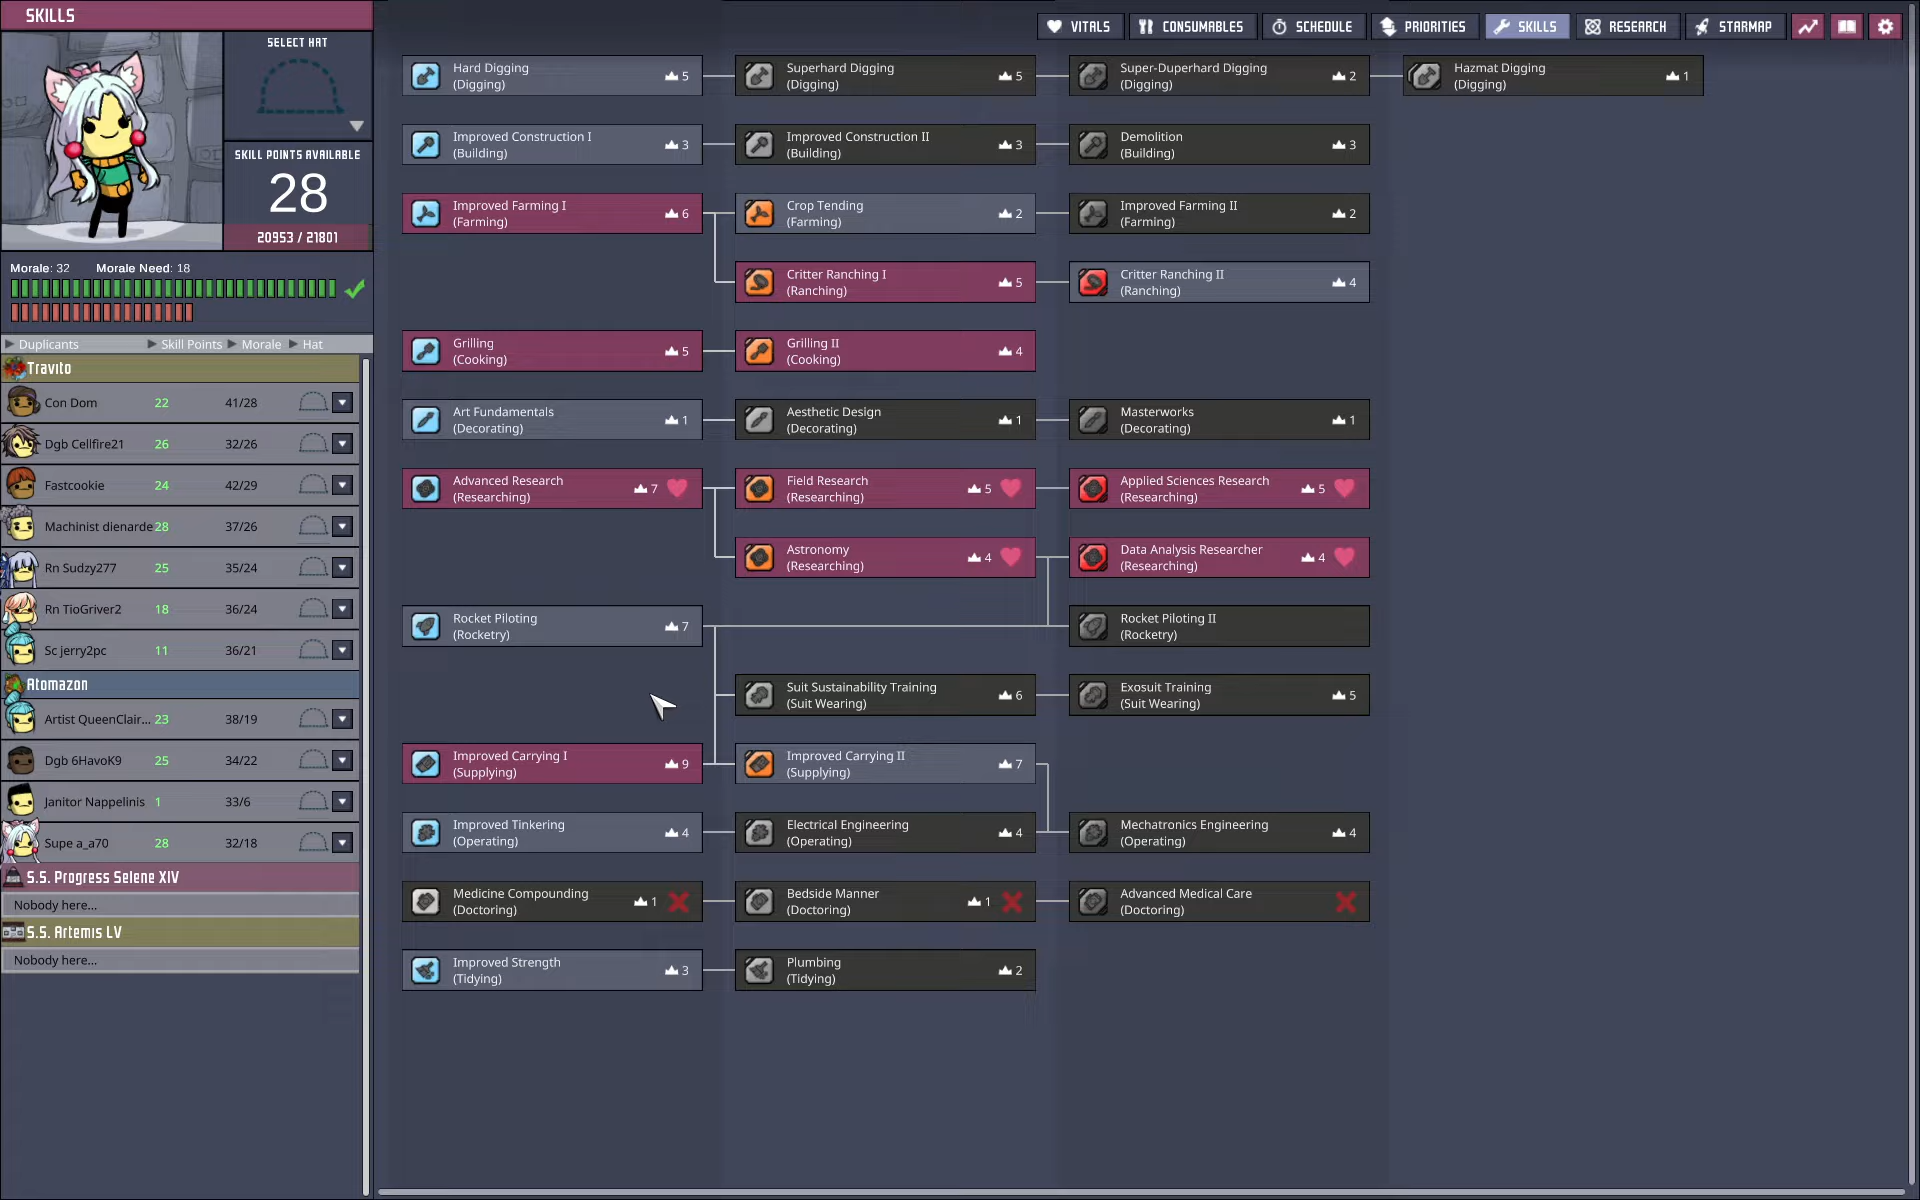 SKILLS
SELECT HAT
SKILL POINTS AVAILABLE
28
20953 / 21801
Morale: 32 Morale Need: 18
Duplicants Skill Points Morale Hat
Travito
Con Dom 22 41/28
Dgb Cellfire21 26 32/26
Fastcookie 24 42/29
Machinist dienarde 28 37/26
Rn Sudzy277 25 35/24
Rn TioGriver2 18 36/24
Sc jerry2pc 11 36/21
Atomazon
Artist QueenClair... 23 38/19
Dgb 6HavoK9 25 34/22
Janitor Nappelinis 1 33/6
Supe a_a70 28 32/18
S.S. Progress Selene XIV
Nobody here...
S.S. Artemis LV
Nobody here...
VITALS CONSUMABLES SCHEDULE PRIORITIES SKILLS RESEARCH STARMAP
Hard Digging
(Digging)
5
Superhard Digging
(Digging)
5
Super-Duperhard Digging
(Digging)
2
Hazmat Digging
(Digging)
1
Improved Construction I
(Building)
3
Improved Construction II
(Building)
3
Demolition
(Building)
3
Improved Farming I
(Farming)
6
Crop Tending
(Farming)
2
Improved Farming II
(Farming)
2
Critter Ranching I
(Ranching)
5
Critter Ranching II
(Ranching)
4
Grilling
(Cooking)
5
Grilling II
(Cooking)
4
Art Fundamentals
(Decorating)
1
Aesthetic Design
(Decorating)
1
Masterworks
(Decorating)
1
Advanced Research
(Researching)
7
Field Research
(Researching)
5
Applied Sciences Research
(Researching)
5
Astronomy
(Researching)
4
Data Analysis Researcher
(Researching)
4
Rocket Piloting
(Rocketry)
7
Rocket Piloting II
(Rocketry)
Suit Sustainability Training
(Suit Wearing)
6
Exosuit Training
(Suit Wearing)
5
Improved Carrying I
(Supplying)
9
Improved Carrying II
(Supplying)
7
Improved Tinkering
(Operating)
4
Electrical Engineering
(Operating)
4
Mechatronics Engineering
(Operating)
4
Medicine Compounding
(Doctoring)
1
Bedside Manner
(Doctoring)
1
Advanced Medical Care
(Doctoring)
Improved Strength
(Tidying)
3
Plumbing
(Tidying)
2